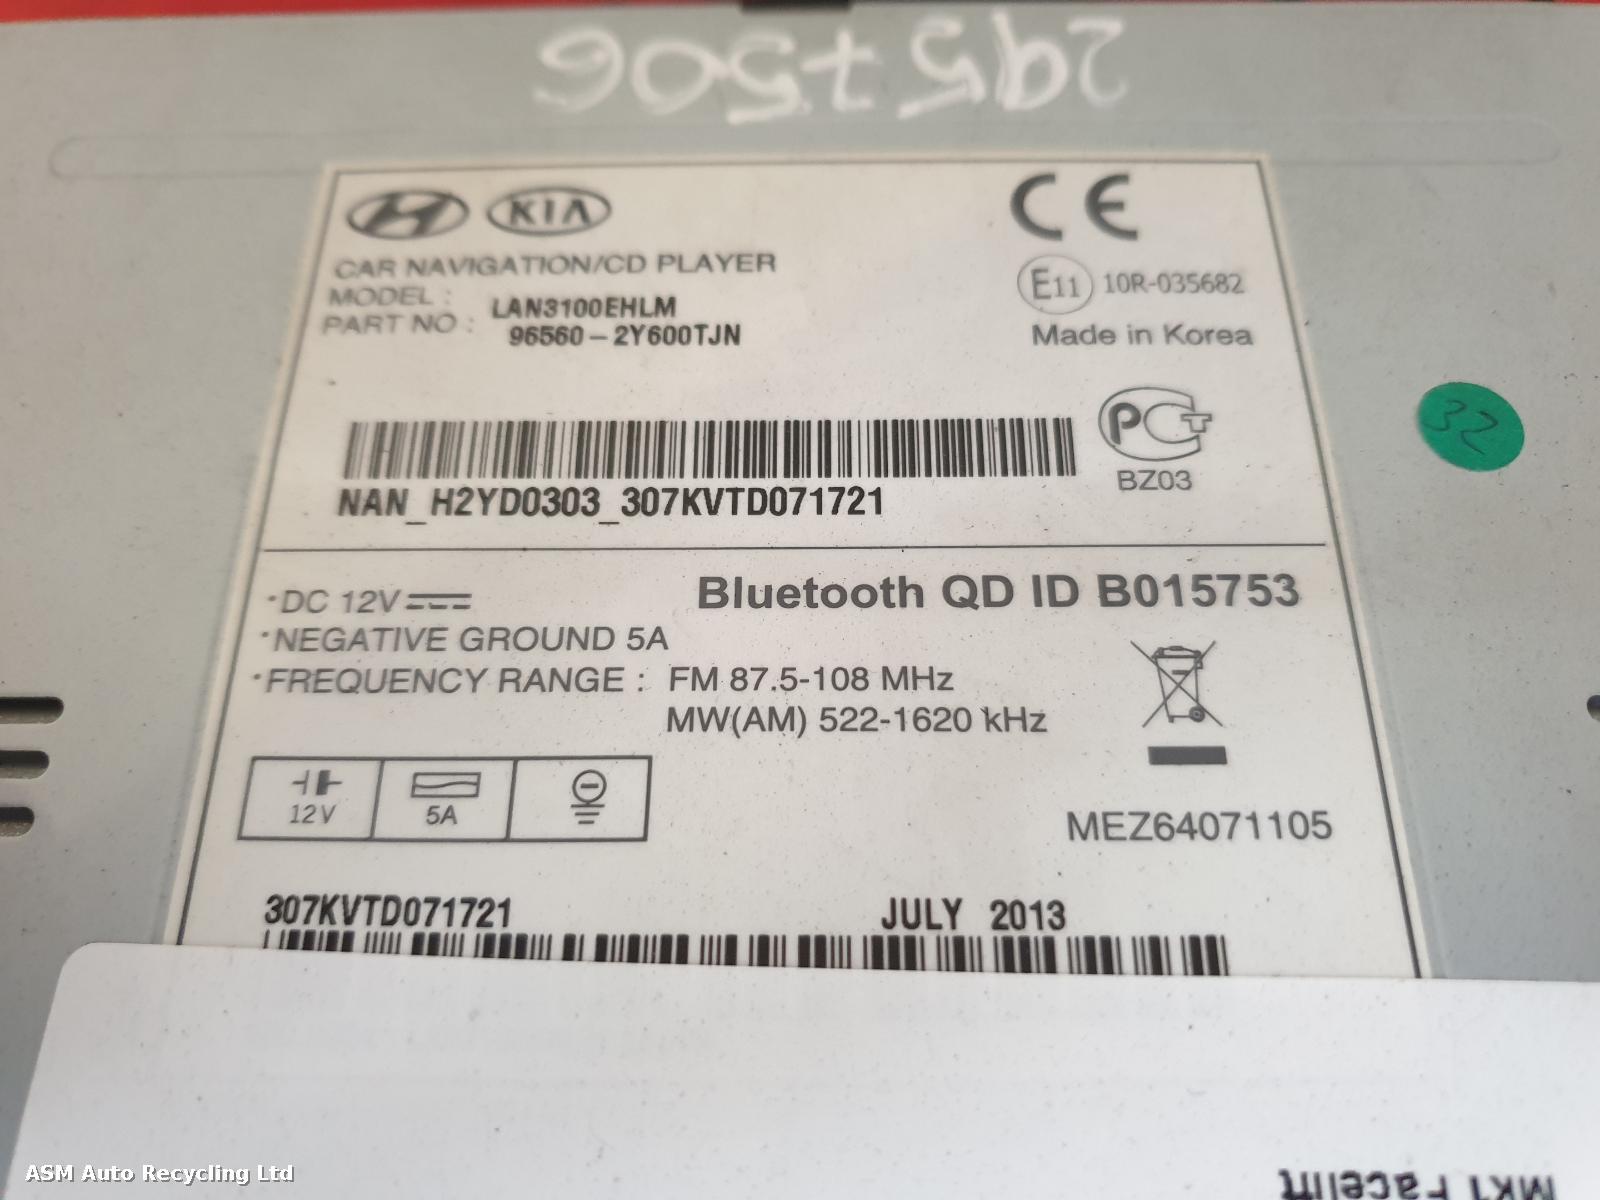 2957506
KIA
CE
CAR NAVIGATION/CD PLAYER
MODEL : LAN3100EHLM
PART NO : 96560-2Y600TJN
E11 10R-035682
Made in Korea
32
PCT
BZ03
NAN_H2YD0303_307KVTD071721
·DC 12V
Bluetooth QD ID B015753
·NEGATIVE GROUND 5A
·FREQUENCY RANGE : FM 87.5-108 MHz
MW(AM) 522-1620 kHz
12V
5A
MEZ64071105
307KVTD071721
JULY 2013
Mk1 Facelift
ASM Auto Recycling Ltd